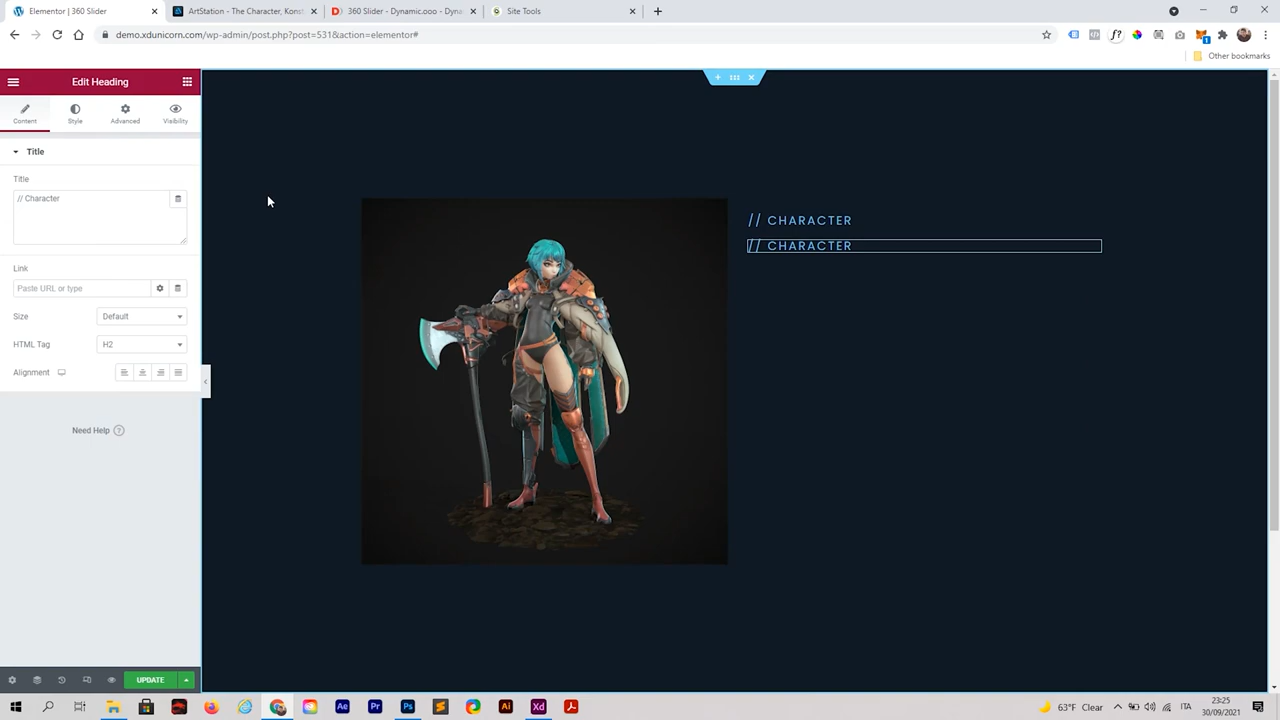 Elementor | 360 Slider
ArtStation - The Character, Konst
360 Slider - Dynamic.ooo - Dyna
Site Tools
demo.xdunicorn.com/wp-admin/post.php?post=531&action=elementor#
Other bookmarks
Edit Heading
Content
Style
Advanced
Visibility
Title
Title
// Character
Link
Paste URL or type
Size
Default
HTML Tag
H2
Alignment
Need Help
// CHARACTER
// CHARACTER
UPDATE
63°F Clear
ITA
23:25
30/09/2021